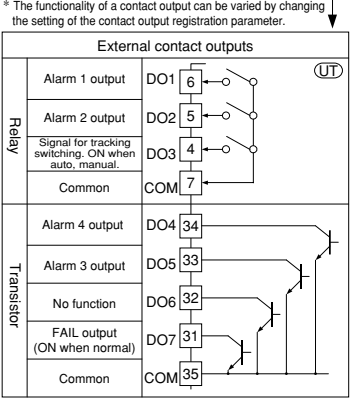 * The functionality of a contact output can be varied by changing
the setting of the contact output registration parameter.
External contact outputs
UT
Relay
Alarm 1 output DO1 6
Alarm 2 output DO2 5
Signal for tracking
switching. ON when
auto, manual.
DO3 4
Common COM 7
Transistor
Alarm 4 output DO4 34
Alarm 3 output DO5 33
No function DO6 32
FAIL output
(ON when normal)
DO7 31
Common COM 35